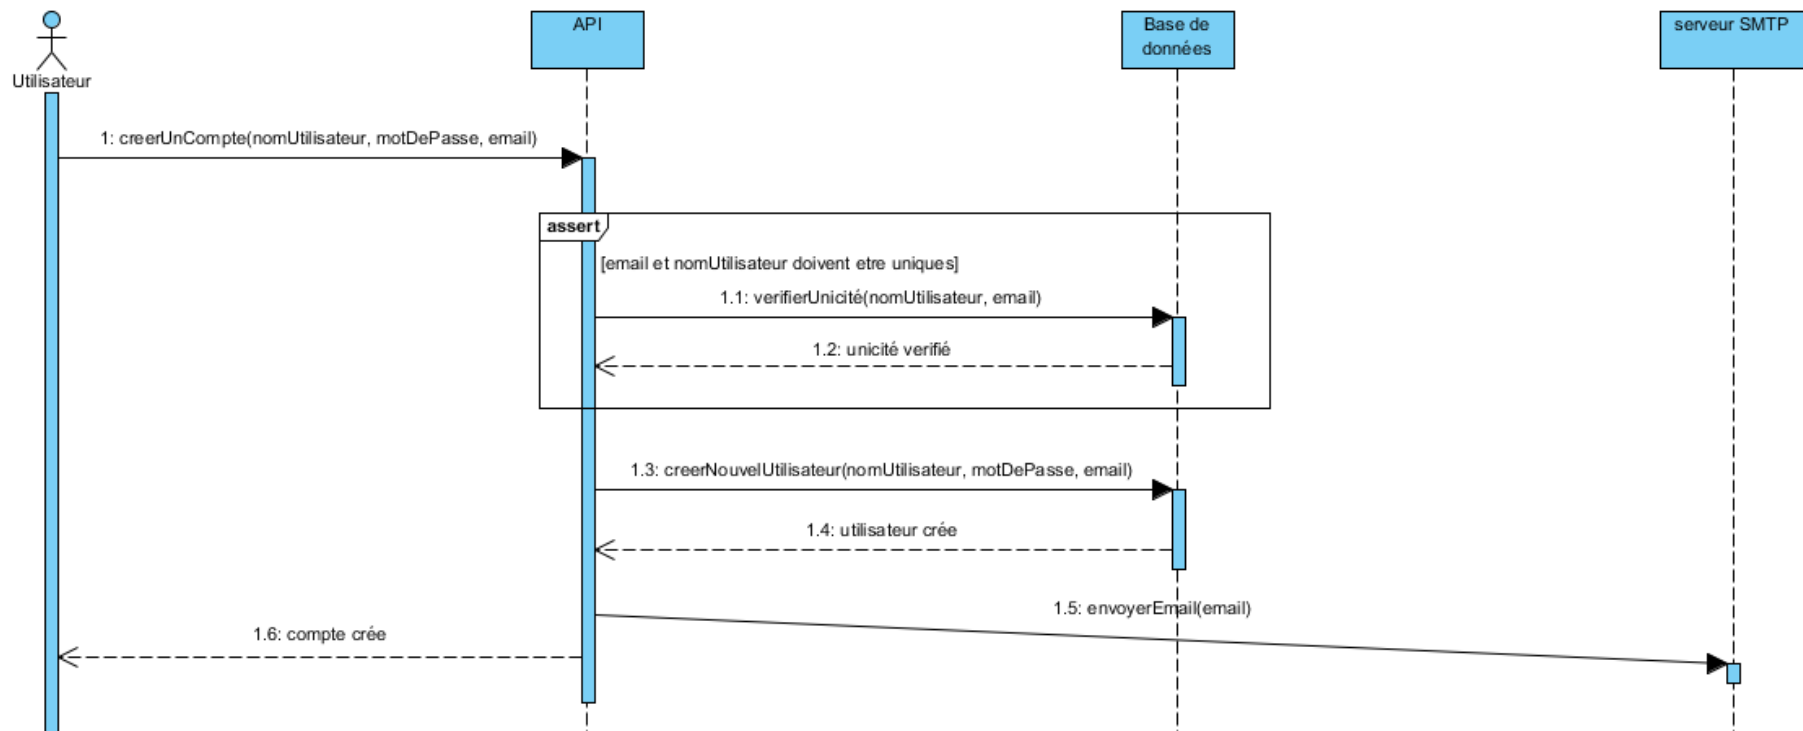 Utilisateur
API
Base de
données
serveur SMTP
1: creerUnCompte(nomUtilisateur, motDePasse, email)
assert
[email et nomUtilisateur doivent etre uniques]
1.1: verifierUnicité(nomUtilisateur, email)
1.2: unicité verifié
1.3: creerNouvelUtilisateur(nomUtilisateur, motDePasse, email)
1.4: utilisateur crée
1.5: envoyerEmail(email)
1.6: compte crée